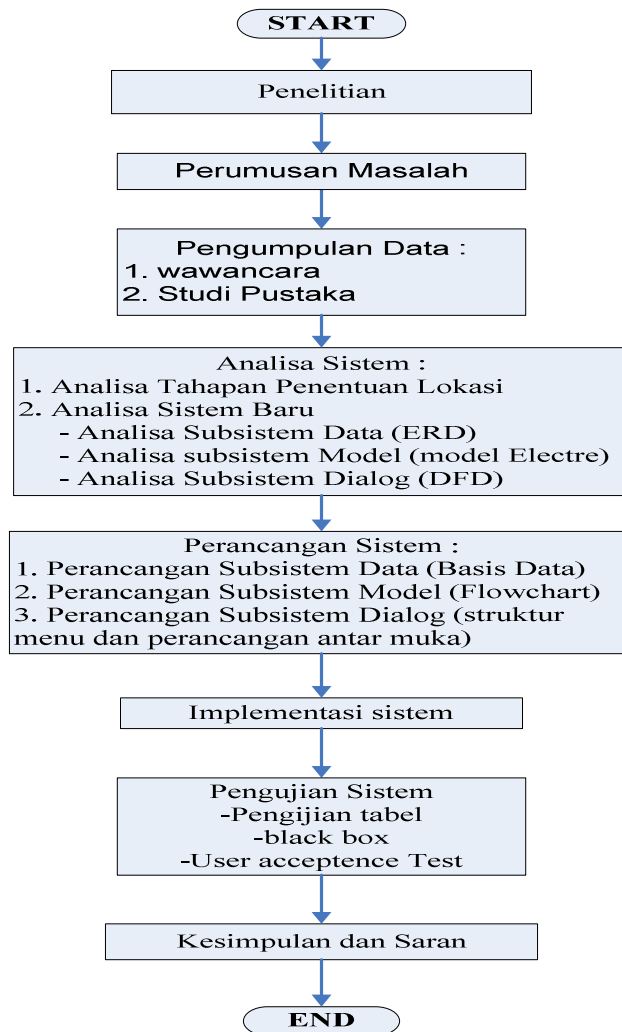 START
Penelitian
Perumusan Masalah
Pengumpulan Data :
1. wawancara
2. Studi Pustaka
Analisa Sistem :
1. Analisa Tahapan Penentuan Lokasi
2. Analisa Sistem Baru
- Analisa Subsistem Data (ERD)
- Analisa subsistem Model (model Electre)
- Analisa Subsistem Dialog (DFD)
Perancangan Sistem :
1. Perancangan Subsistem Data (Basis Data)
2. Perancangan Subsistem Model (Flowchart)
3. Perancangan Subsistem Dialog (struktur
menu dan perancangan antar muka)
Implementasi sistem
Pengujian Sistem
-Pengijian tabel
-black box
-User acceptence Test
Kesimpulan dan Saran
END